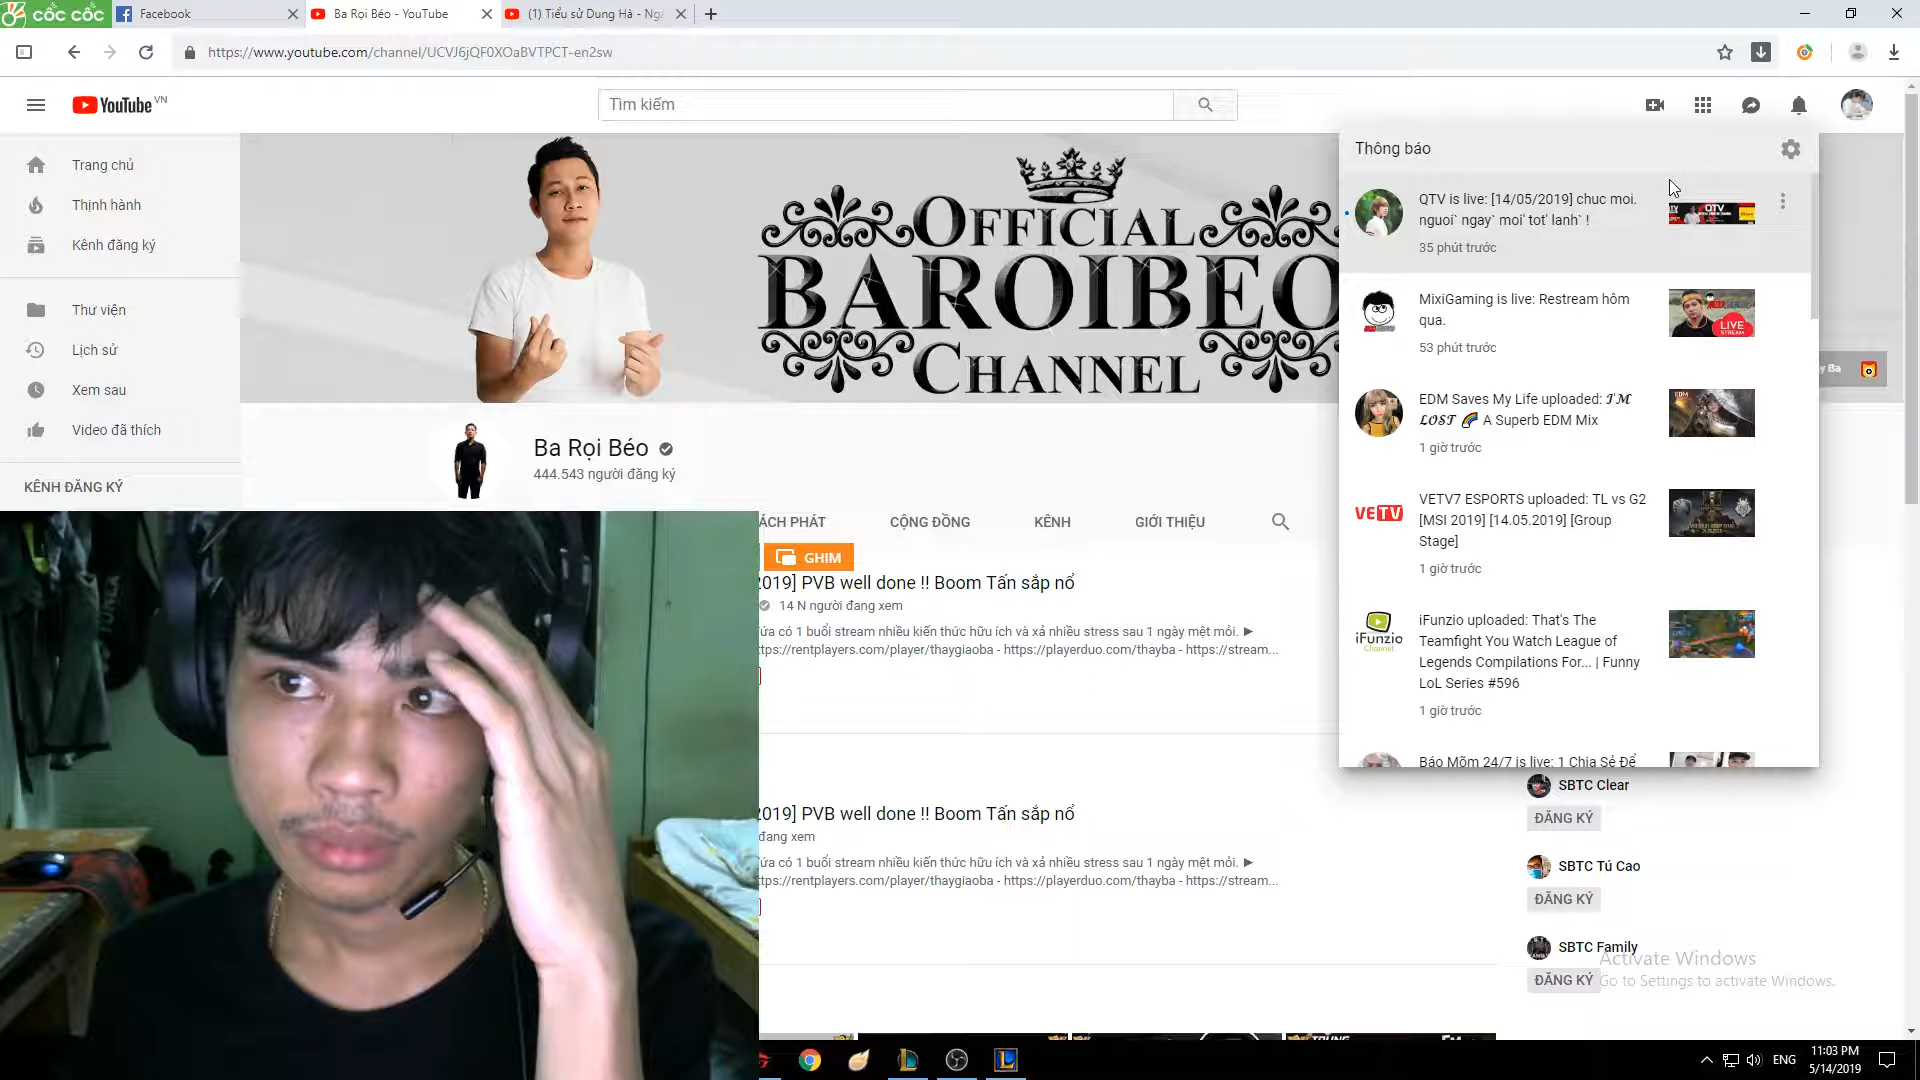 cốc cốc
Facebook
Ba Rọi Béo - YouTube
(1) Tiểu sử Dung Hà - Ng
https://www.youtube.com/channel/UCVJ6jQF0XOaBVTPCT-en2sw
YouTube VN
Tìm kiếm
Trang chủ
Thịnh hành
Kênh đăng ký
Thư viện
Lịch sử
Xem sau
Video đã thích
KÊNH ĐĂNG KÝ
OFFICIAL
BAROIBEO
CHANNEL
Ba Rọi Béo
444.543 người đăng ký
ÁCH PHÁT
CỘNG ĐỒNG
KÊNH
GIỚI THIỆU
GHIM
2019] PVB well done !! Boom Tấn sắp nổ
14 N người đang xem
ứa có 1 buổi stream nhiều kiến thức hữu ích và xả nhiều stress sau 1 ngày mệt mỏi. ►
ttps://rentplayers.com/player/thaygiaoba - https://playerduo.com/thayba - https://stream...
2019] PVB well done !! Boom Tấn sắp nổ
đang xem
ứa có 1 buổi stream nhiều kiến thức hữu ích và xả nhiều stress sau 1 ngày mệt mỏi. ►
ttps://rentplayers.com/player/thaygiaoba - https://playerduo.com/thayba - https://stream...
Thông báo
QTV is live: [14/05/2019] chuc moi.
nguoi` ngay` moi' tot' lanh` !
35 phút trước
QTV
MixiGaming is live: Restream hôm
qua.
53 phút trước
LIVE
STREAM
EDM Saves My Life uploaded: 𝓘'𝓜
𝓛𝓞𝓢𝓣 🌈 A Superb EDM Mix
1 giờ trước
EDM
VETV
VETV7 ESPORTS uploaded: TL vs G2
[MSI 2019] [14.05.2019] [Group
Stage]
1 giờ trước
iFunzio
Channel
iFunzio uploaded: That's The
Teamfight You Watch League of
Legends Compilations For... | Funny
LoL Series #596
1 giờ trước
Báo Mõm 24/7 is live: 1 Chia Sẻ Để
y Ba
SBTC Clear
ĐĂNG KÝ
SBTC Tú Cao
ĐĂNG KÝ
SBTC Family
ĐĂNG KÝ
Activate Windows
Go to Settings to activate Windows.
ENG
11:03 PM
5/14/2019